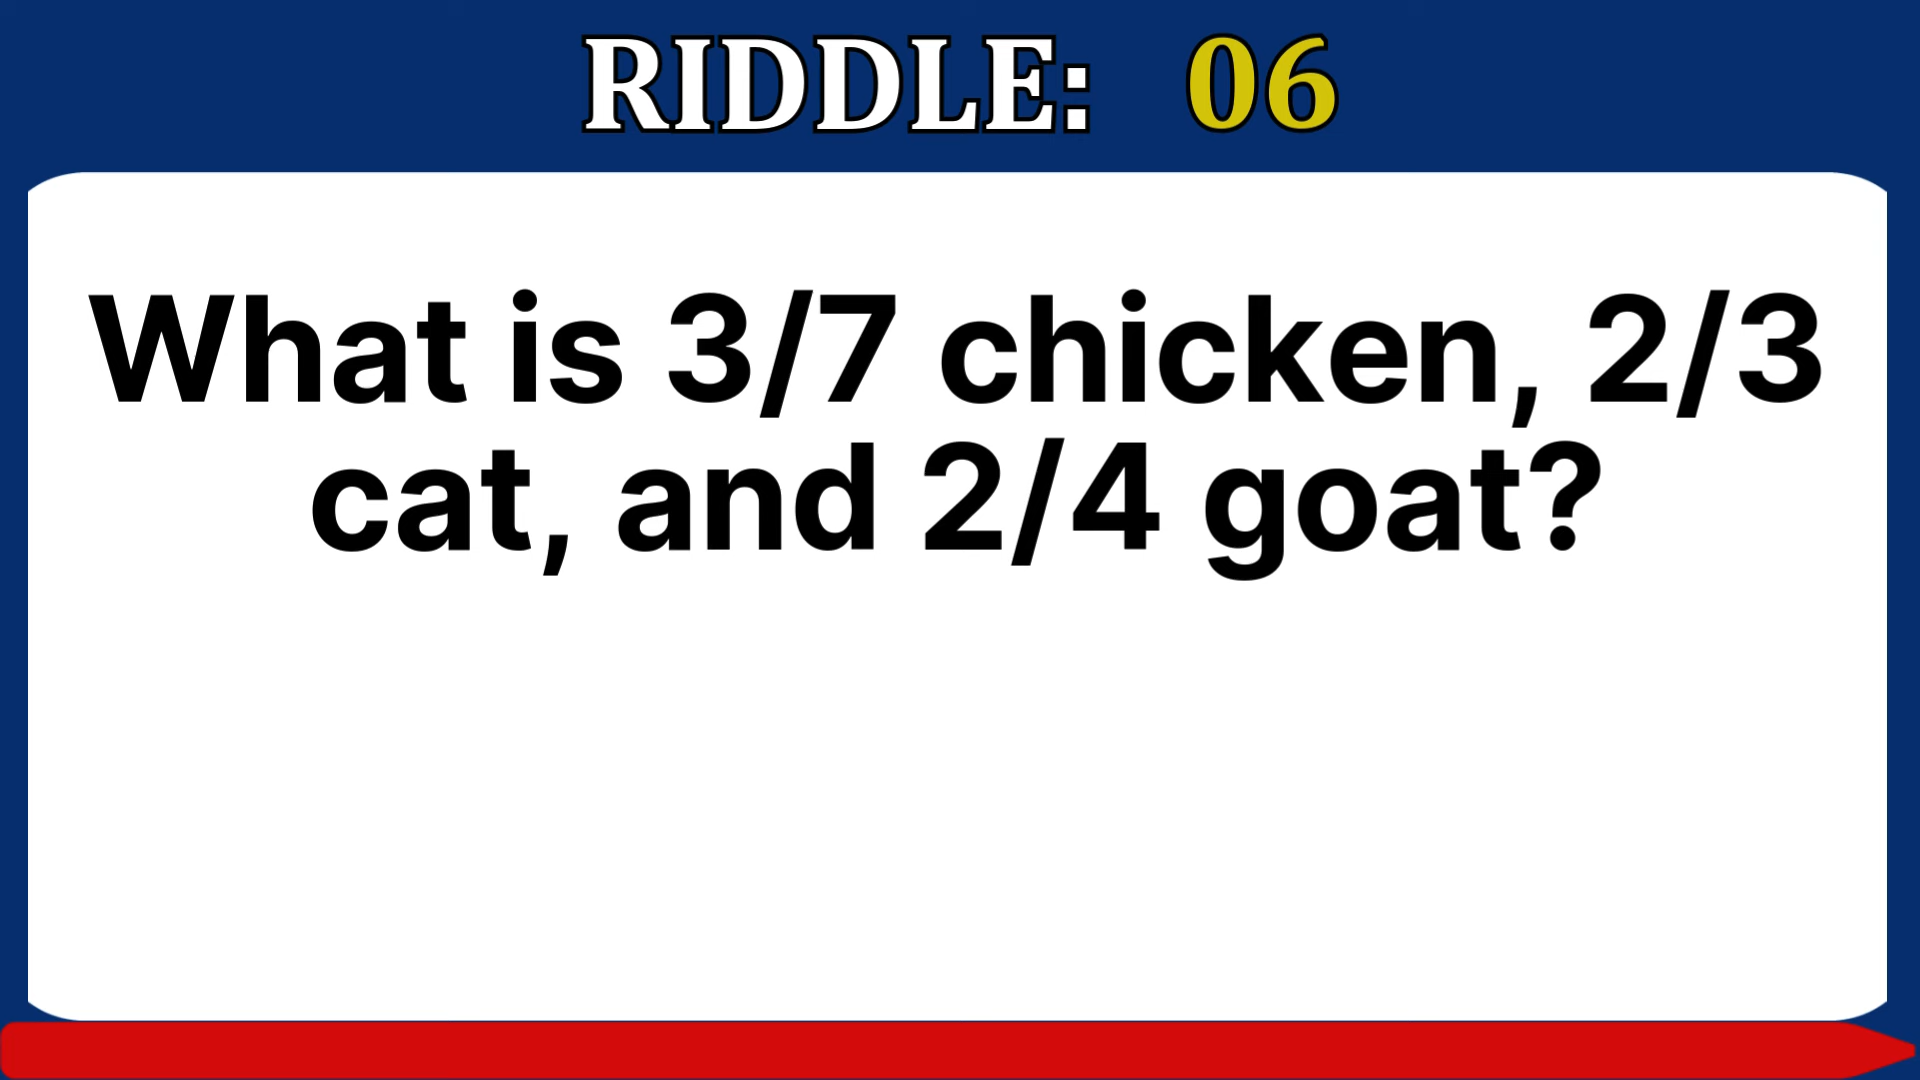 RIDDLE: 06
What is 3/7 chicken, 2/3
cat, and 2/4 goat?